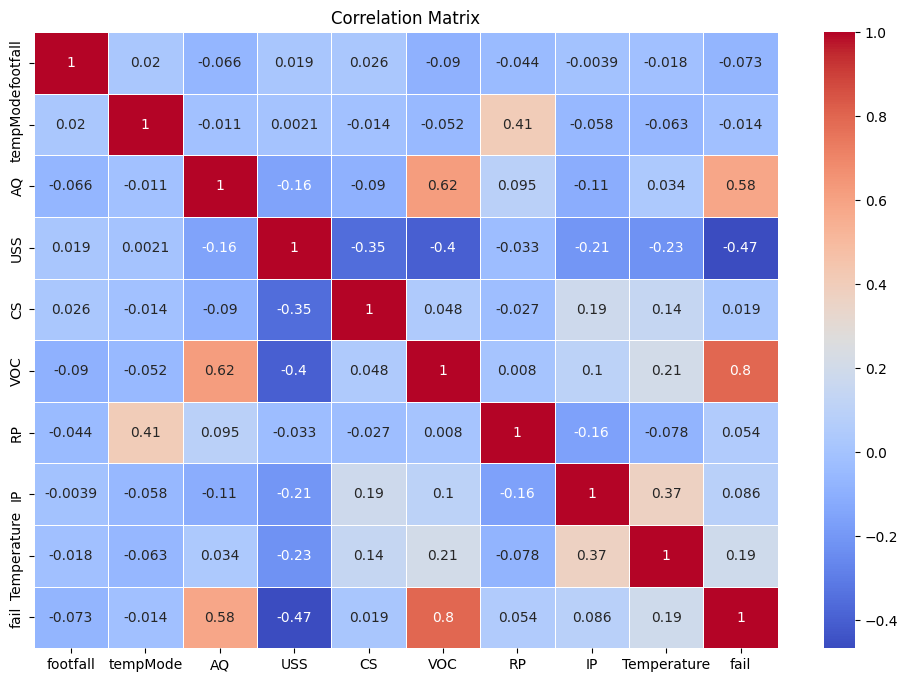 Correlation Matrix
footfall 1 0.02 -0.066 0.019 0.026 -0.09 -0.044 -0.0039 -0.018 -0.073
tempMode 0.02 1 -0.011 0.0021 -0.014 -0.052 0.41 -0.058 -0.063 -0.014
AQ -0.066 -0.011 1 -0.16 -0.09 0.62 0.095 -0.11 0.034 0.58
USS 0.019 0.0021 -0.16 1 -0.35 -0.4 -0.033 -0.21 -0.23 -0.47
CS 0.026 -0.014 -0.09 -0.35 1 0.048 -0.027 0.19 0.14 0.019
VOC -0.09 -0.052 0.62 -0.4 0.048 1 0.008 0.1 0.21 0.8
RP -0.044 0.41 0.095 -0.033 -0.027 0.008 1 -0.16 -0.078 0.054
IP -0.0039 -0.058 -0.11 -0.21 0.19 0.1 -0.16 1 0.37 0.086
Temperature -0.018 -0.063 0.034 -0.23 0.14 0.21 -0.078 0.37 1 0.19
fail -0.073 -0.014 0.58 -0.47 0.019 0.8 0.054 0.086 0.19 1
footfall tempMode AQ USS CS VOC RP IP Temperature fail
1.0
0.8
0.6
0.4
0.2
0.0
-0.2
-0.4